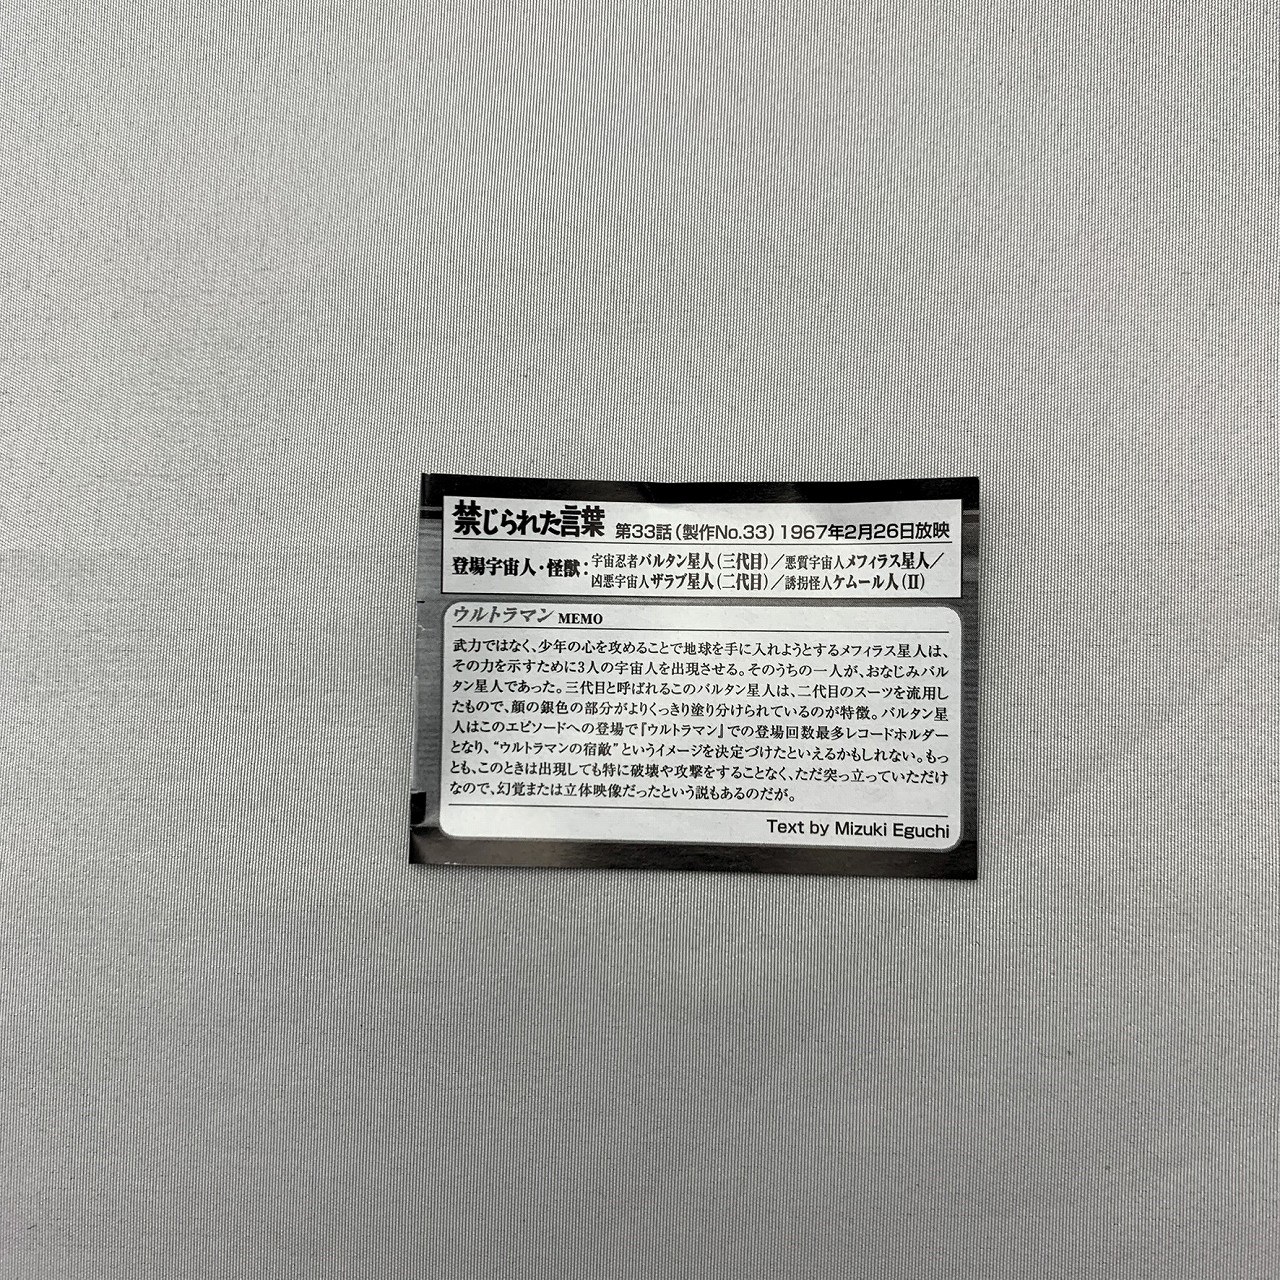 禁じられた言葉 第33話(製作No.33)1967年2月26日放映
登場宇宙人・怪獣:宇宙忍者バルタン星人(三代目)/悪質宇宙人メフィラス星人/
凶悪宇宙人ザラブ星人(二代目)/誘拐怪人ケムール人(II)
ウルトラマン MEMO
武力ではなく、少年の心を攻めることで地球を手に入れようとするメフィラス星人は、
その力を示すために3人の宇宙人を出現させる。そのうちの一人が、おなじみバル
タン星人であった。三代目と呼ばれるこのバルタン星人は、二代目のスーツを流用し
たもので、顔の銀色の部分がよりくっきり塗り分けられているのが特徴。バルタン星
人はこのエピソードへの登場で『ウルトラマン』での登場回数最多レコードホルダー
となり、“ウルトラマンの宿敵”というイメージを決定づけたといえるかもしれない。もっ
とも、このときは出現しても特に破壊や攻撃をすることなく、ただ突っ立っていただけ
なので、幻覚または立体映像だったという説もあるのだが。
Text by Mizuki Eguchi